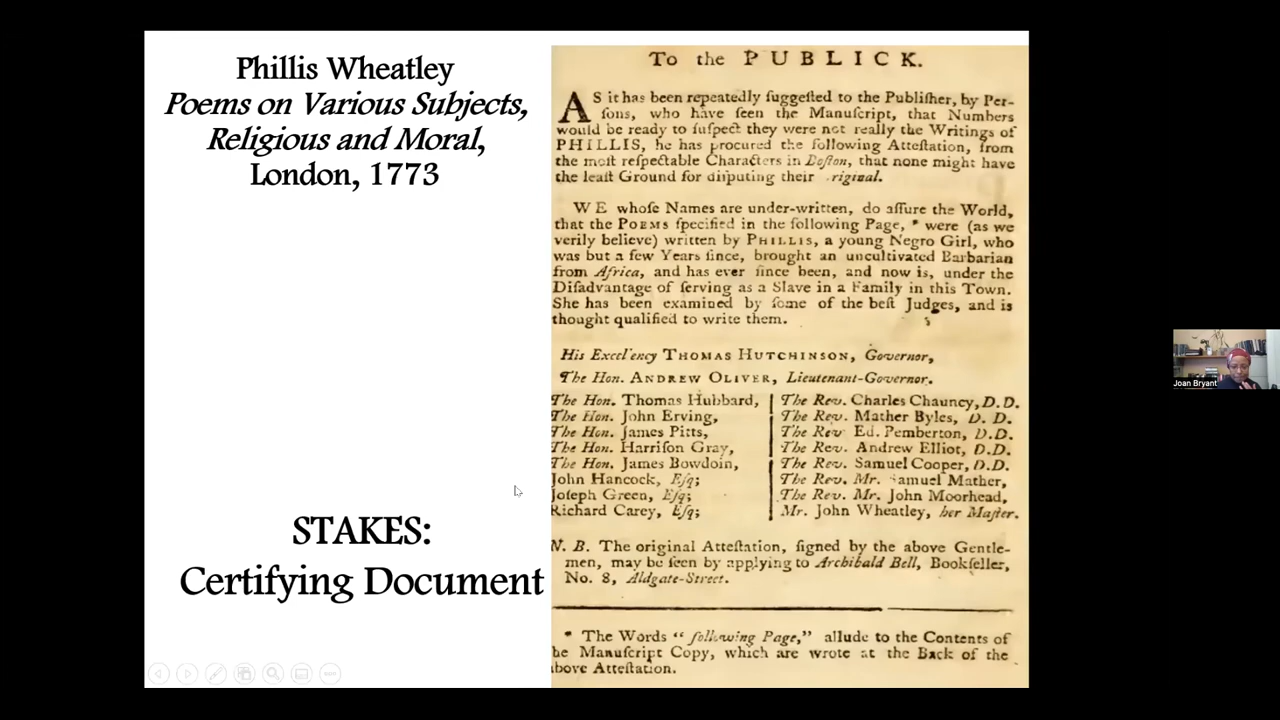 Phillis Wheatley
Poems on Various Subjects,
Religious and Moral,
London, 1773
STAKES:
Certifying Document
To the PUBLICK.
AS it has been repeatedly ſuggeſted to the Publiſher, by Per-
ſons, who have ſeen the Manuſcript, that Numbers
would be ready to ſuſpect they were not really the Writings of
PHILLIS, he has procured the following Atteſtation, from
the moſt reſpectable Characters in Boſton, that none might have
the leaſt Ground for diſputing their riginal.
WE whoſe Names are under-written, do aſſure the World,
that the POEMS ſpecified in the following Page, * were (as we
verily believe) written by PHILLIS, a young Negro Girl, who
was but a few Years ſince, brought an uncultivated Barbarian
from Africa, and has ever ſince been, and now is, under the
Diſadvantage of ſerving as a Slave in a Family in this Town.
She has been examined by ſome of the beſt Judges, and is
thought qualified to write them.
His Excellency THOMAS HUTCHINSON, Governor,
The Hon. ANDREW OLIVER, Lieutenant-Governor.
The Hon. Thomas Hubbard,
The Hon. John Erving,
The Hon. James Pitts,
The Hon. Harriſon Gray,
The Hon. James Bowdoin,
John Hancock, Eſq;
Joſeph Green, Eſq;
Richard Carey, Eſq;
The Rev. Charles Chauncy, D.D.
The Rev. Mather Byles, D. D.
The Rev Ed. Pemberton, D.D.
The Rev. Andrew Elliot, D.D.
The Rev. Samuel Cooper, D.D.
The Rev. Mr. Samuel Mather,
The Rev. Mr. John Moorhead,
Mr. John Wheatley, her Maſter.
N. B. The original Atteſtation, ſigned by the above Gentle-
men, may be ſeen by applying to Archibald Bell, Bookſeller,
No. 8, Aldgate-Street.
* The Words “ following Page,” allude to the Contents of
he Manuſcript Copy, which are wrote at the Back of the
bove Atteſtation.
Joan Bryant